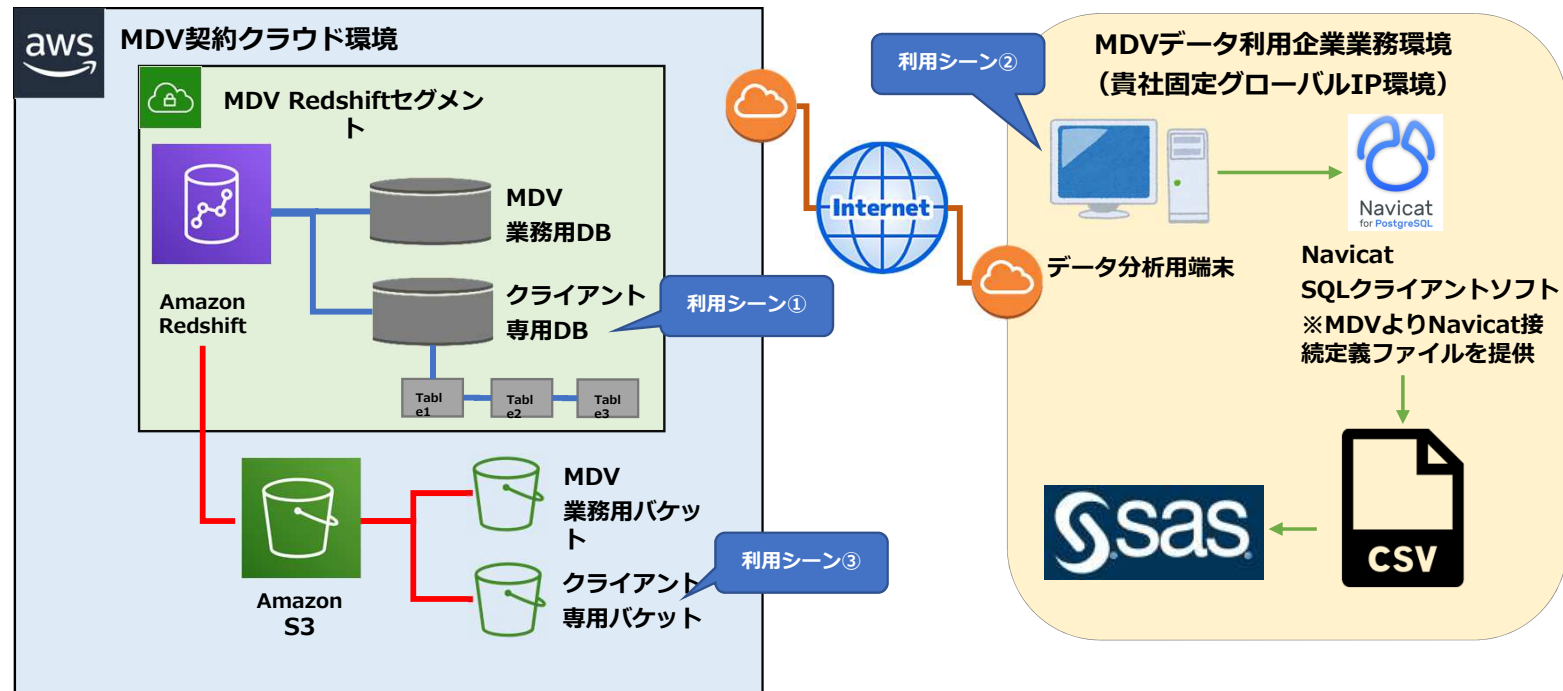 aws
MDV契約クラウド環境
MDV Redshiftセグメン
ト
Amazon
Redshift
MDV
業務用DB
クライアント
専用DB
利用シーン①
Tabl
e1
Tabl
e2
Tabl
e3
Amazon
S3
MDV
業務用バケッ
ト
クライアント
専用バケット
利用シーン③
Internet
利用シーン②
MDVデータ利用企業業務環境
（貴社固定グローバルIP環境）
データ分析用端末
Navicat
for PostgreSQL
Navicat
SQLクライアントソフト
※MDVよりNavicat接
続定義ファイルを提供
CSV
sas